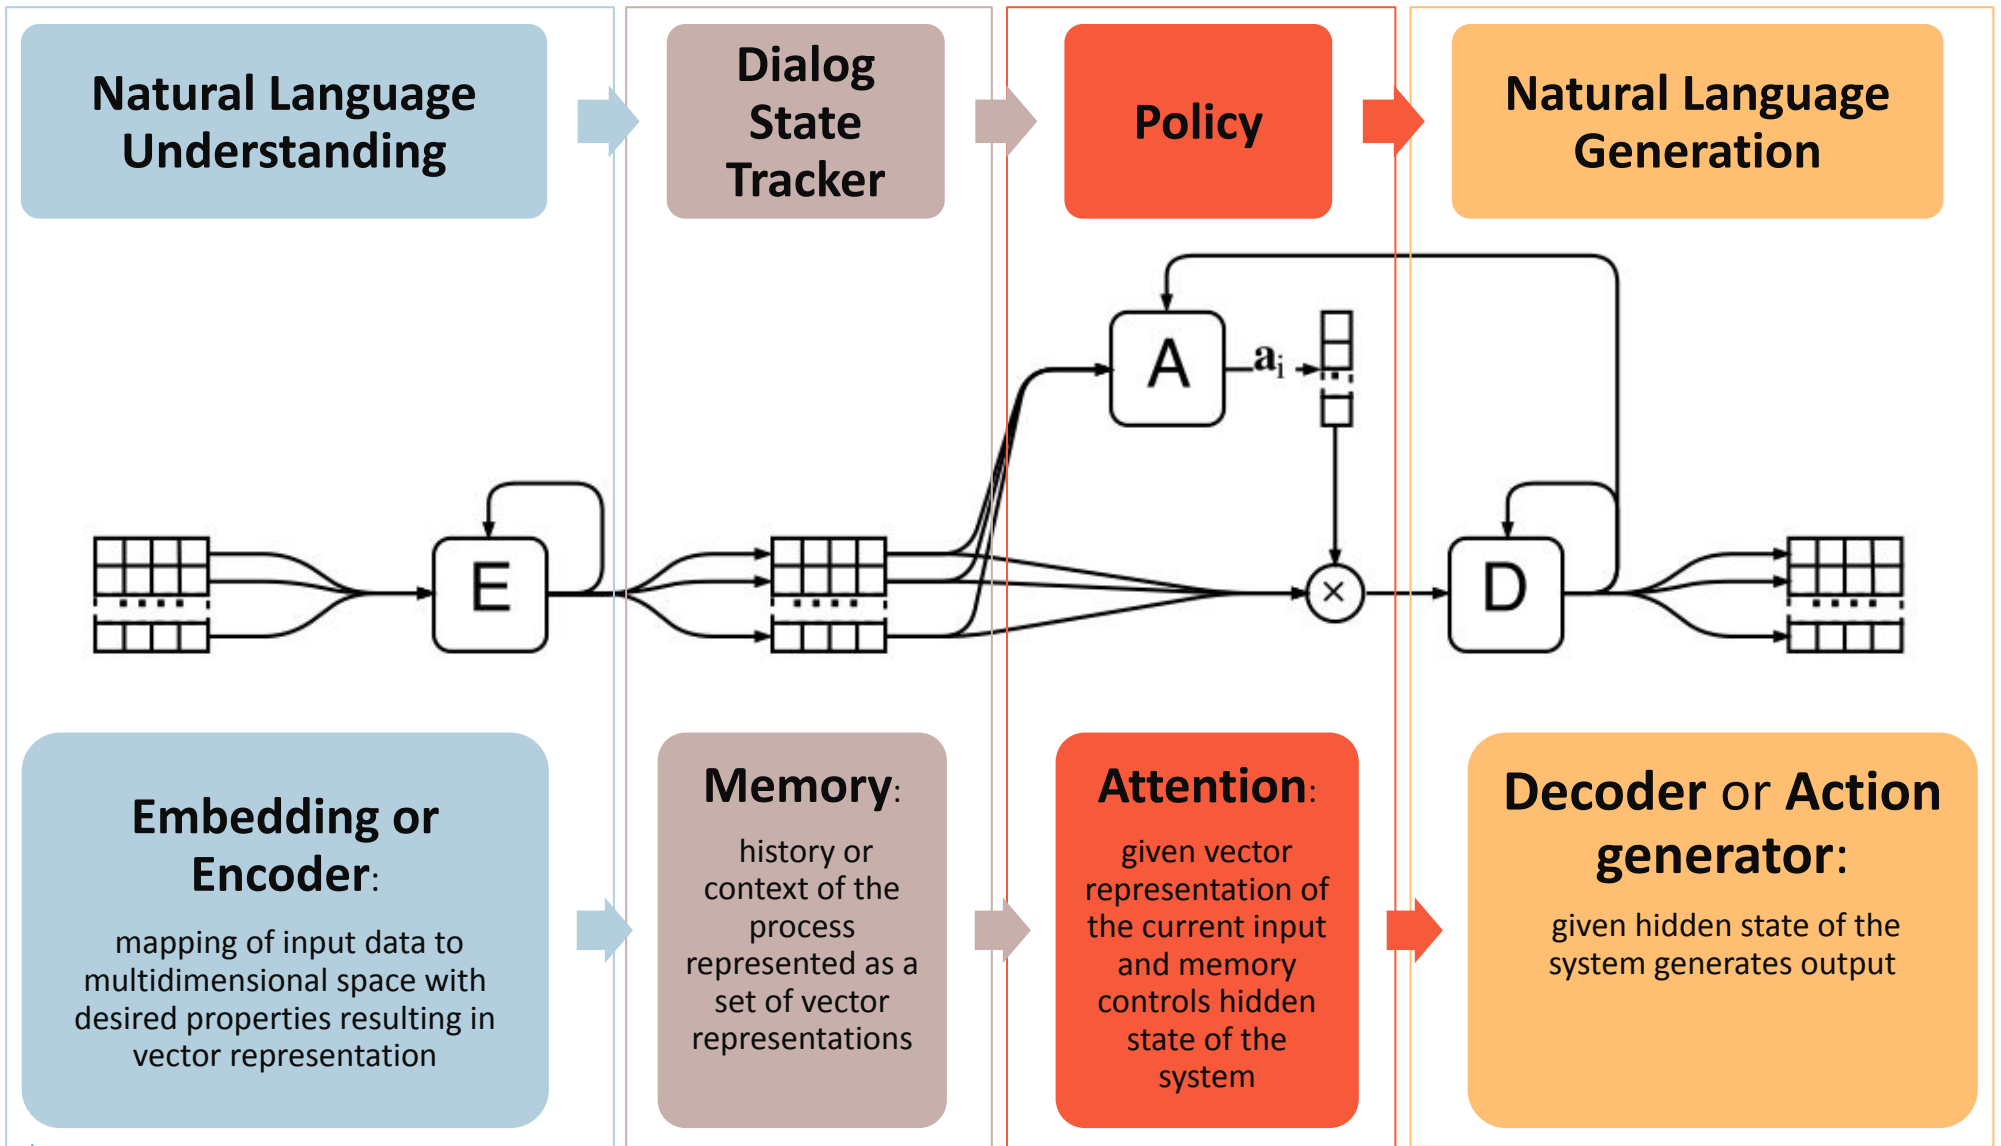 Natural Language
Understanding
Dialog
State
Tracker
Policy
Natural Language
Generation
A
aᵢ
E
×
D
Embedding or
Encoder:
mapping of input data to
multidimensional space with
desired properties resulting in
vector representation
Memory:
history or
context of the
process
represented as a
set of vector
representations
Attention:
given vector
representation of
the current input
and memory
controls hidden
state of the
system
Decoder or Action
generator:
given hidden state of the
system generates output